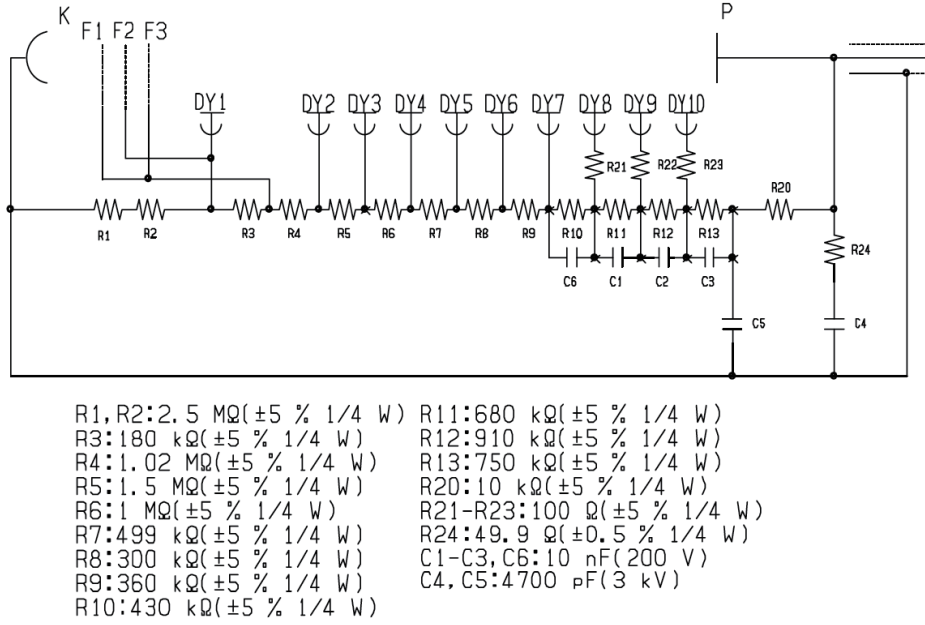 K
P
F1 F2 F3
DY1 DY2 DY3 DY4 DY5 DY6 DY7 DY8 DY9 DY10
R21 R22 R23
R20
R1 R2 R3 R4 R5 R6 R7 R8 R9 R10 R11 R12 R13
R24
C6 C1 C2 C3
C5 C4
R1,R2:2.5 MΩ(±5 % 1/4 W) R11:680 kΩ(±5 % 1/4 W)
R3:180 kΩ(±5 % 1/4 W) R12:910 kΩ(±5 % 1/4 W)
R4:1.02 MΩ(±5 % 1/4 W) R13:750 kΩ(±5 % 1/4 W)
R5:1.5 MΩ(±5 % 1/4 W) R20:10 kΩ(±5 % 1/4 W)
R6:1 MΩ(±5 % 1/4 W) R21-R23:100 Ω(±5 % 1/4 W)
R7:499 kΩ(±5 % 1/4 W) R24:49.9 Ω(±0.5 % 1/4 W)
R8:300 kΩ(±5 % 1/4 W) C1-C3,C6:10 nF(200 V)
R9:360 kΩ(±5 % 1/4 W) C4,C5:4700 pF(3 kV)
R10:430 kΩ(±5 % 1/4 W)